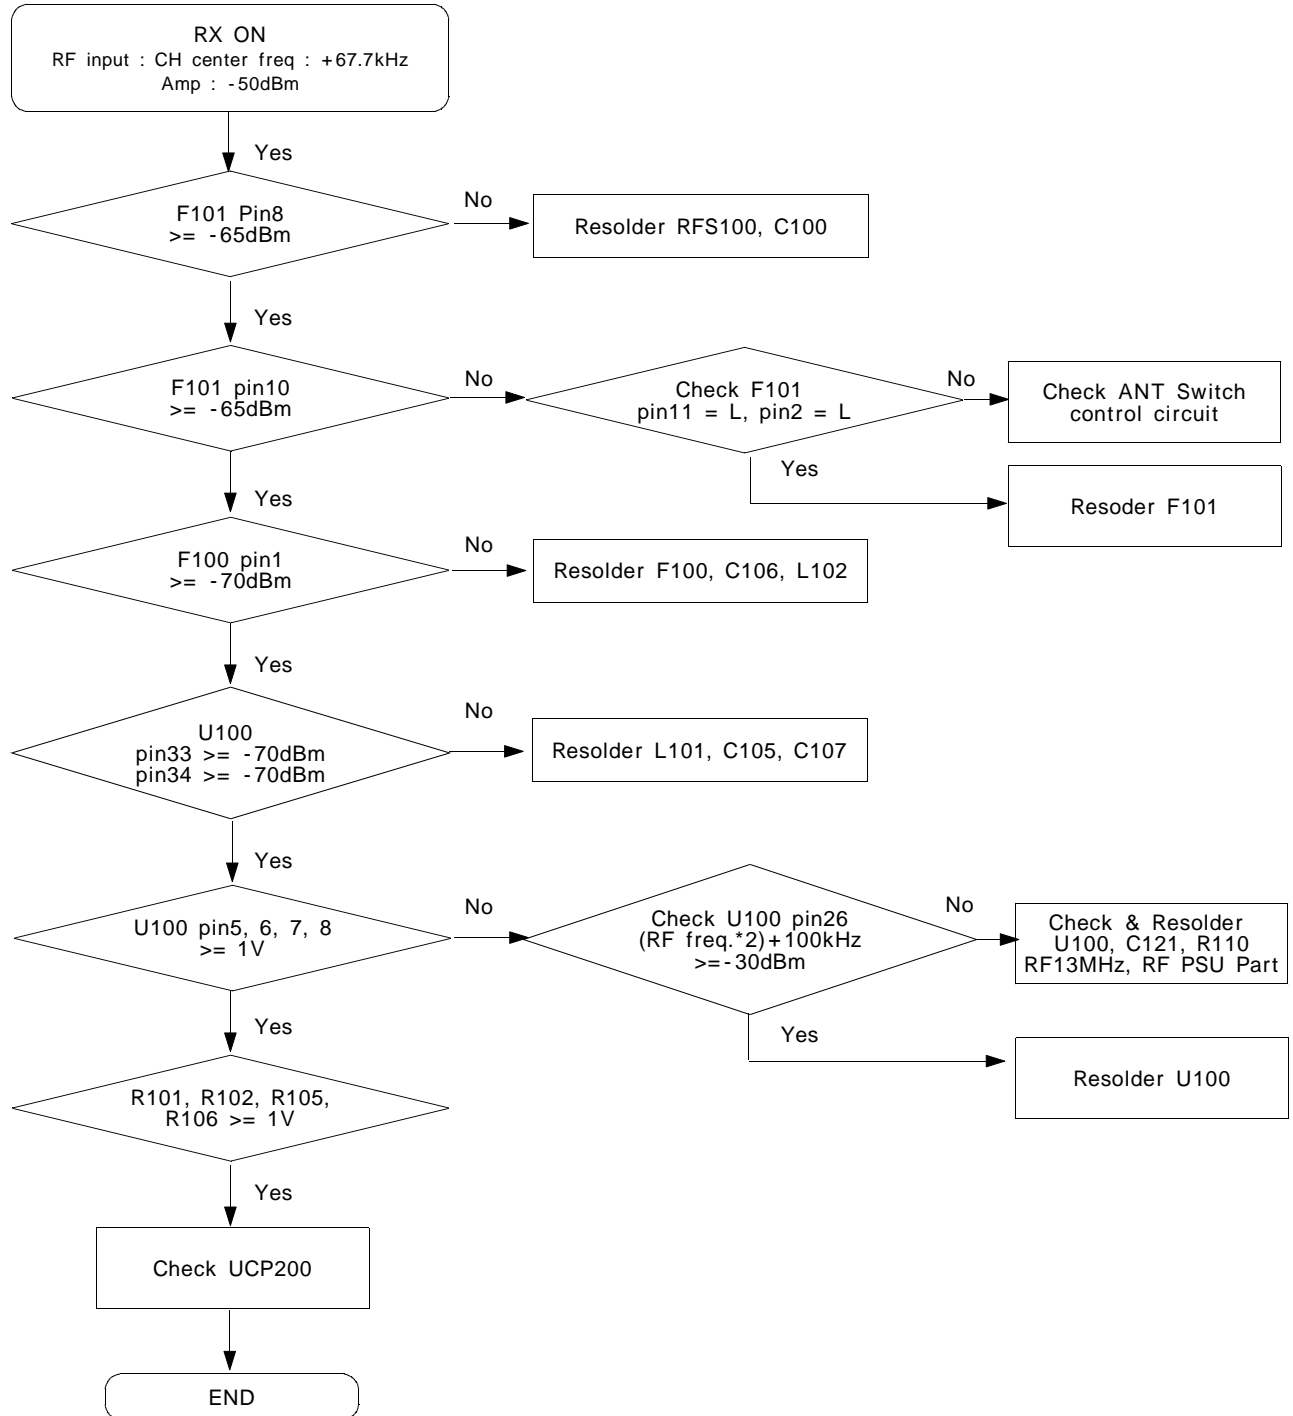 RX ON
RF input : CH center freq : +67.7kHz
Amp : -50dBm
Yes
F101 Pin8
>= -65dBm
No
Resolder RFS100, C100
Yes
F101 pin10
>= -65dBm
No
Check F101
pin11 = L, pin2 = L
No
Check ANT Switch
control circuit
Yes
Resoder F101
Yes
F100 pin1
>= -70dBm
No
Resolder F100, C106, L102
Yes
U100
pin33 >= -70dBm
pin34 >= -70dBm
No
Resolder L101, C105, C107
Yes
U100 pin5, 6, 7, 8
>= 1V
No
Check U100 pin26
(RF freq.*2)+100kHz
>=-30dBm
No
Check & Resolder
U100, C121, R110
RF13MHz, RF PSU Part
Yes
Resolder U100
Yes
R101, R102, R105,
R106 >= 1V
Yes
Check UCP200
END